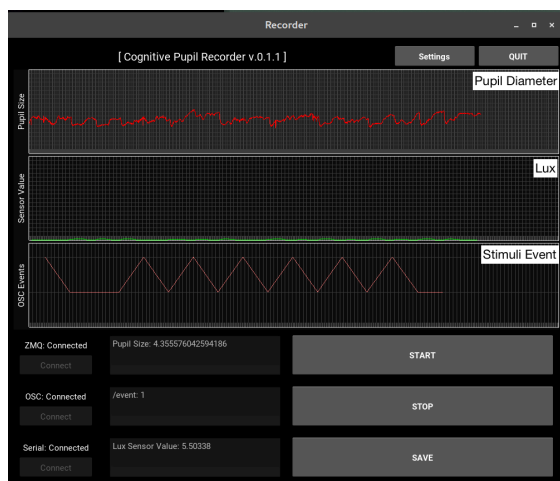 Recorder
[ Cognitive Pupil Recorder v.0.1.1 ]
Settings
QUIT
Pupil Size
Pupil Diameter
Sensor Value
Lux
OSC Events
Stimuli Event
ZMQ: Connected
Connect
Pupil Size: 4.355576042594186
START
OSC: Connected
Connect
/event: 1
STOP
Serial: Connected
Connect
Lux Sensor Value: 5.50338
SAVE